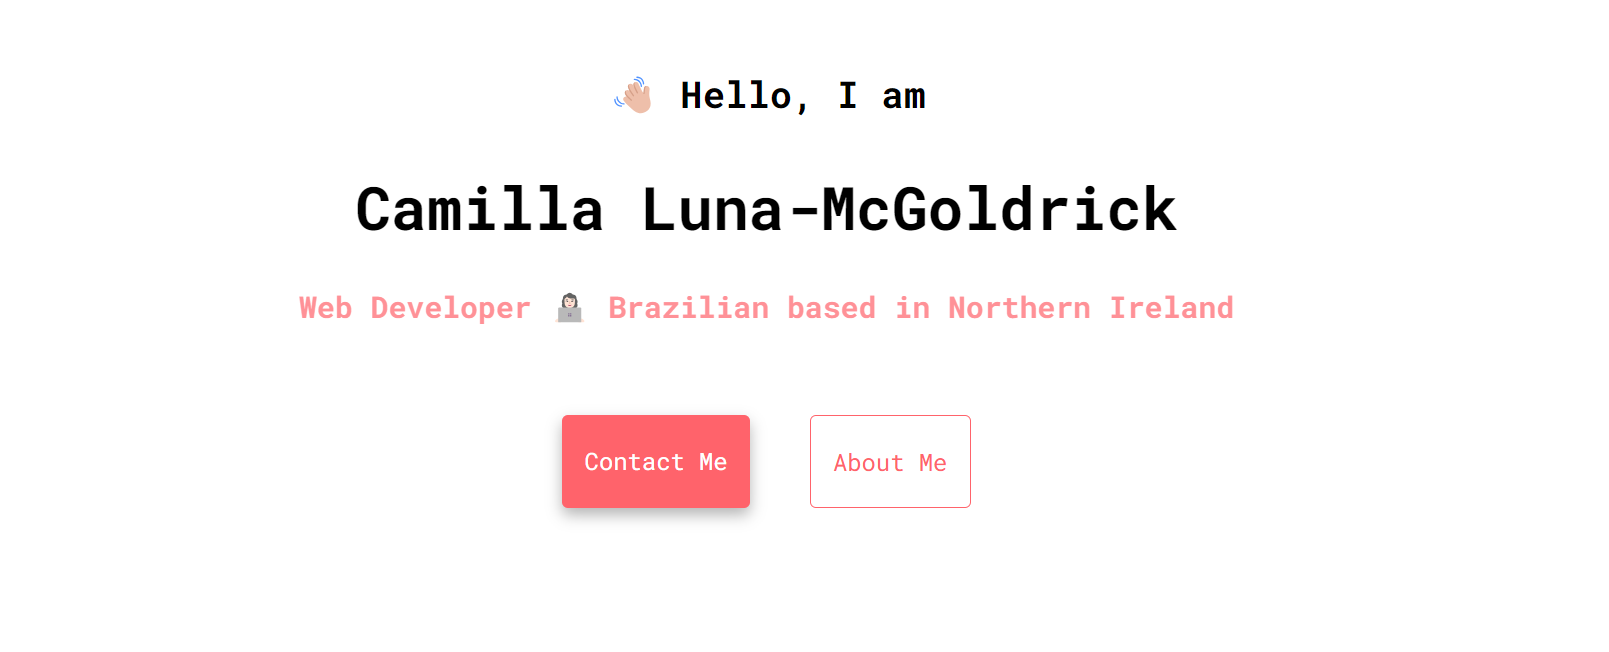 👋🏼 Hello, I am
Camilla Luna-McGoldrick
Web Developer 👩🏻‍💻 Brazilian based in Northern Ireland
Contact Me
About Me